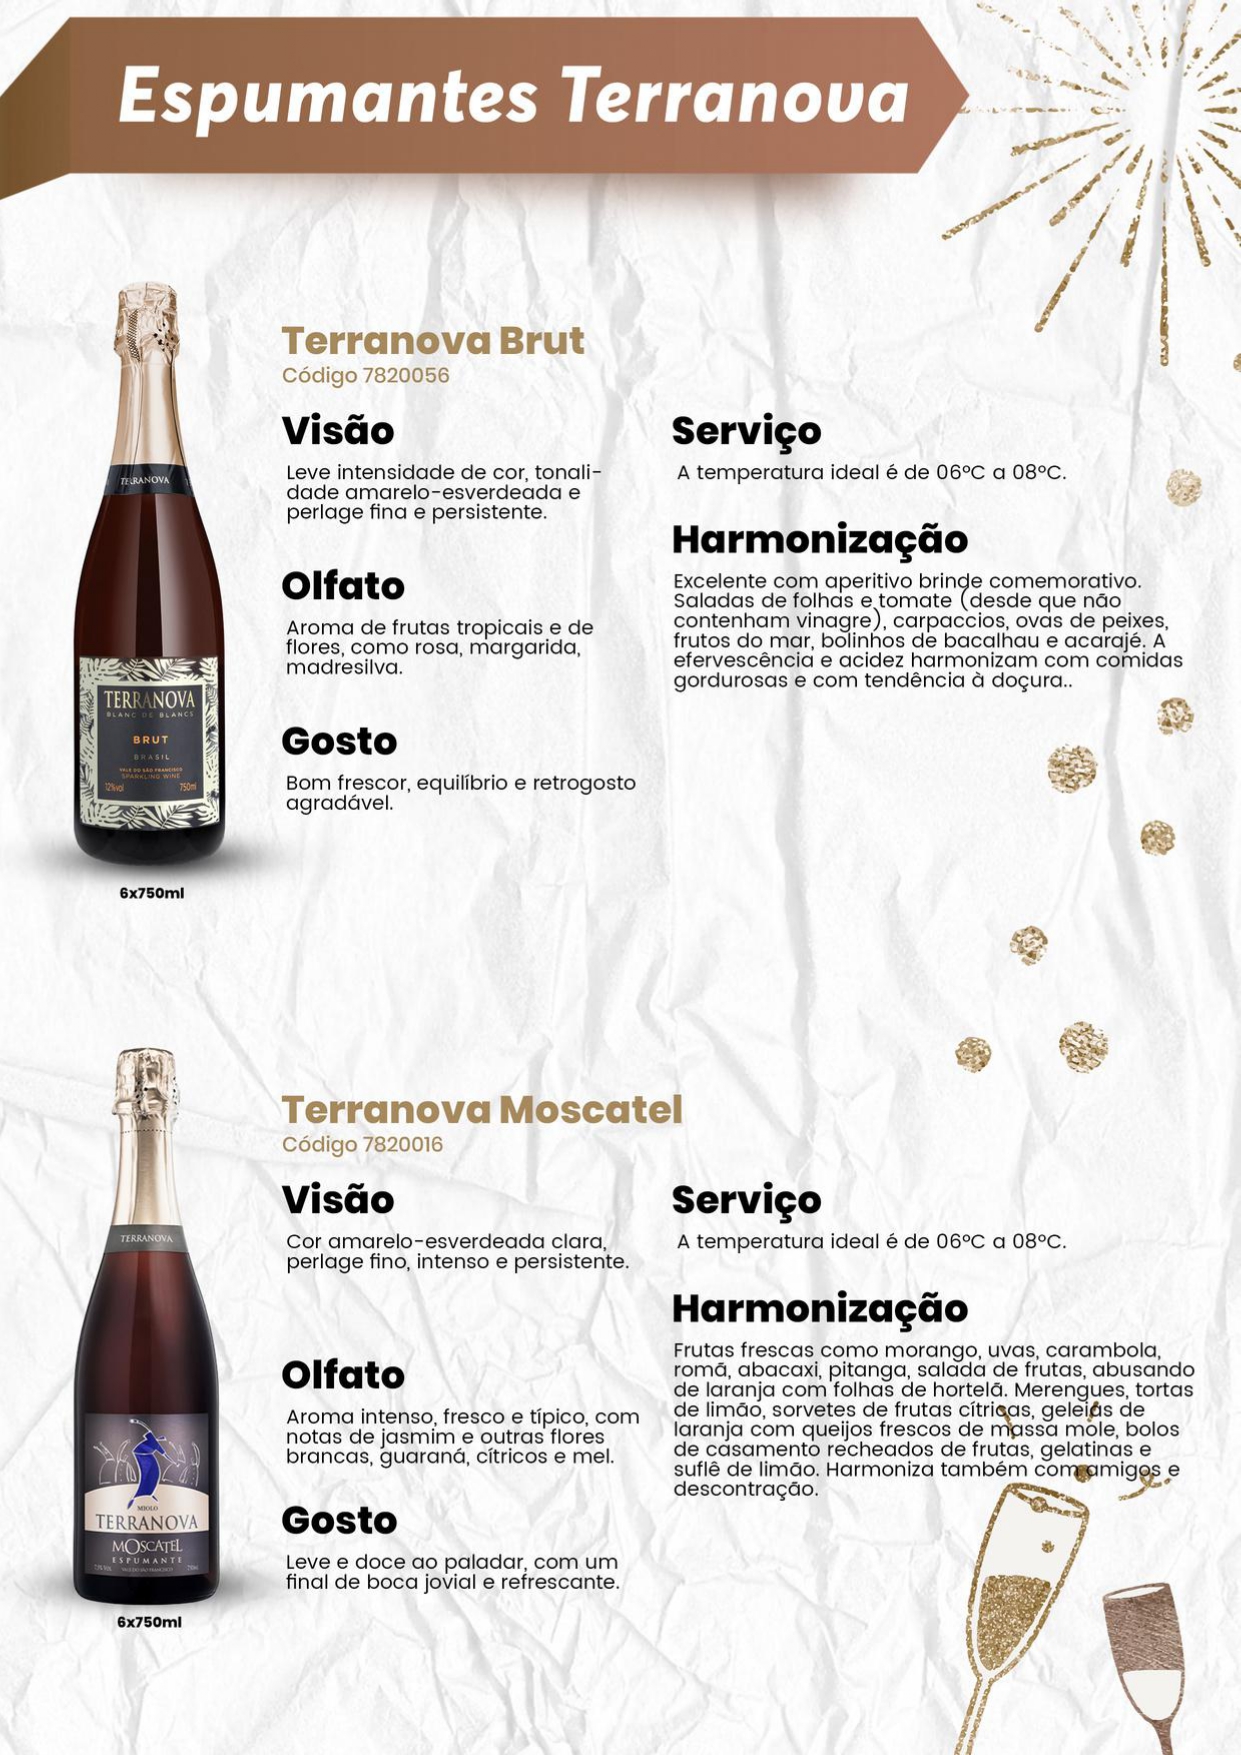 Espumantes Terranova
Terranova Brut
Código 7820056
Visão
Leve intensidade de cor, tonali-
dade amarelo-esverdeada e
perlage fina e persistente.
Olfato
Aroma de frutas tropicais e de
flores, como rosa, margarida,
madresilva.
Gosto
Bom frescor, equilíbrio e retrogosto
agradável.
Serviço
A temperatura ideal é de 06ºC a 08ºC.
Harmonização
Excelente com aperitivo brinde comemorativo.
Saladas de folhas e tomate (desde que não
contenham vinagre), carpaccios, ovas de peixes,
frutos do mar, bolinhos de bacalhau e acarajé. A
efervescência e acidez harmonizam com comidas
gordurosas e com tendência à doçura..
TERRANOVA
TERRANOVA
BLANC DE BLANCS
BRUT
BRASIL
VALE DO SÃO FRANCISCO
SPARKLING WINE
12%vol 750ml
6x750ml
Terranova Moscatel
Código 7820016
Visão
Cor amarelo-esverdeada clara,
perlage fino, intenso e persistente.
Olfato
Aroma intenso, fresco e típico, com
notas de jasmim e outras flores
brancas, guaraná, cítricos e mel.
Gosto
Leve e doce ao paladar, com um
final de boca jovial e refrescante.
Serviço
A temperatura ideal é de 06ºC a 08ºC.
Harmonização
Frutas frescas como morango, uvas, carambola,
romã, abacaxi, pitanga, salada de frutas, abusando
de laranja com folhas de hortelã. Merengues, tortas
de limão, sorvetes de frutas cítricas, geleias de
laranja com queijos frescos de massa mole, bolos
de casamento recheados de frutas, gelatinas e
suflê de limão. Harmoniza também com amigos e
descontração.
TERRANOVA
MIOLO
TERRANOVA
MOSCATEL
ESPUMANTE
6x750ml